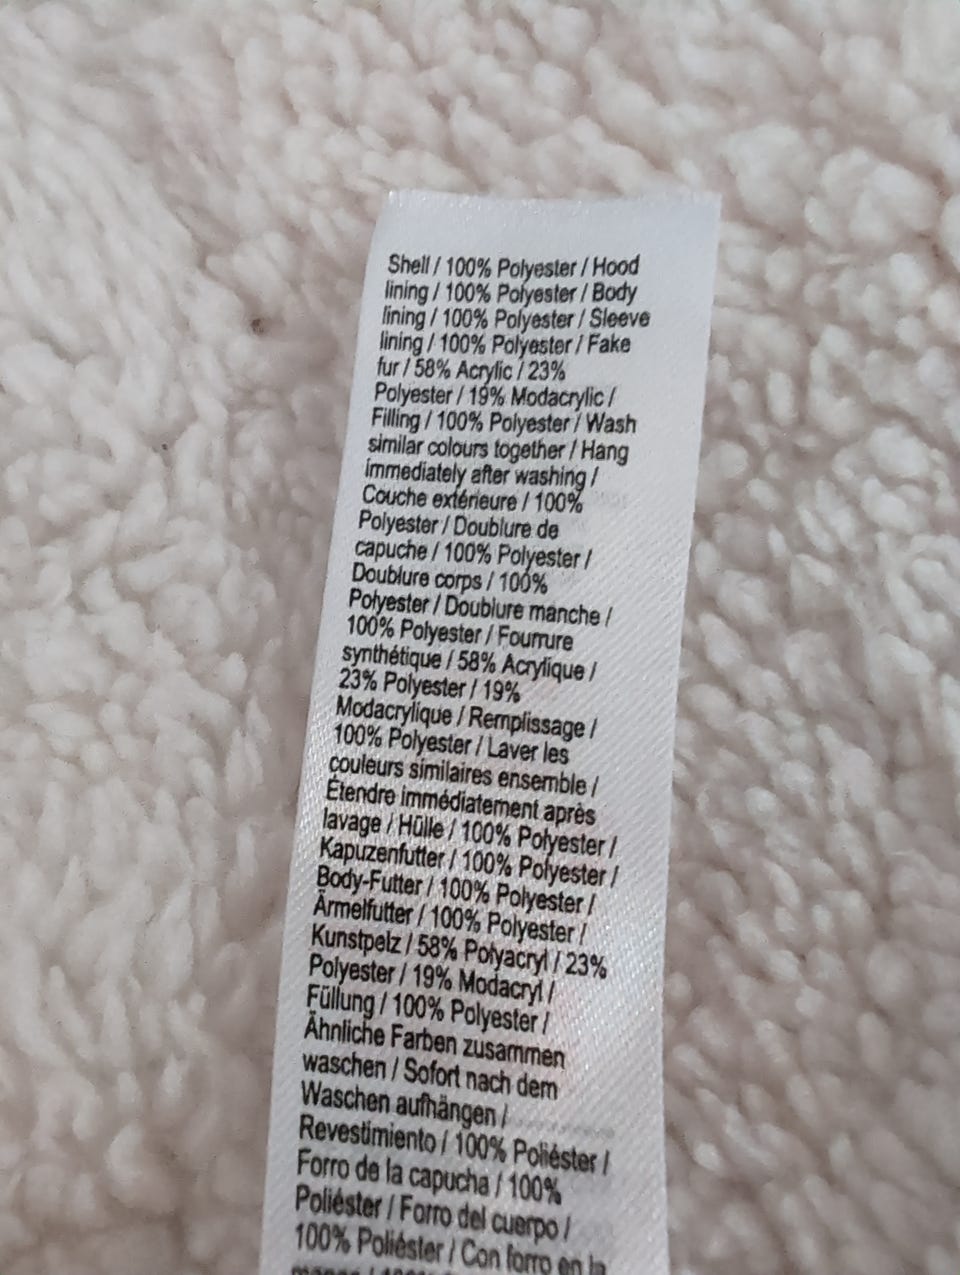 Shell / 100% Polyester / Hood
lining / 100% Polyester / Body
lining / 100% Polyester / Sleeve
lining / 100% Polyester / Fake
fur / 58% Acrylic / 23%
Polyester / 19% Modacrylic /
Filling / 100% Polyester / Wash
similar colours together / Hang
immediately after washing /
Couche extérieure / 100%
Polyester / Doublure de
capuche / 100% Polyester /
Doublure corps / 100%
Polyester / Doublure manche /
100% Polyester / Fourrure
synthétique / 58% Acrylique /
23% Polyester / 19%
Modacrylique / Remplissage /
100% Polyester / Laver les
couleurs similaires ensemble /
Étendre immédiatement après
lavage / Hülle / 100% Polyester /
Kapuzenfutter / 100% Polyester /
Body-Futter / 100% Polyester /
Ärmelfutter / 100% Polyester /
Kunstpelz / 58% Polyacryl / 23%
Polyester / 19% Modacryl /
Füllung / 100% Polyester /
Ähnliche Farben zusammen
waschen / Sofort nach dem
Waschen aufhängen /
Revestimiento / 100% Poliéster /
Forro de la capucha / 100%
Poliéster / Forro del cuerpo /
100% Poliéster / Con forro en la